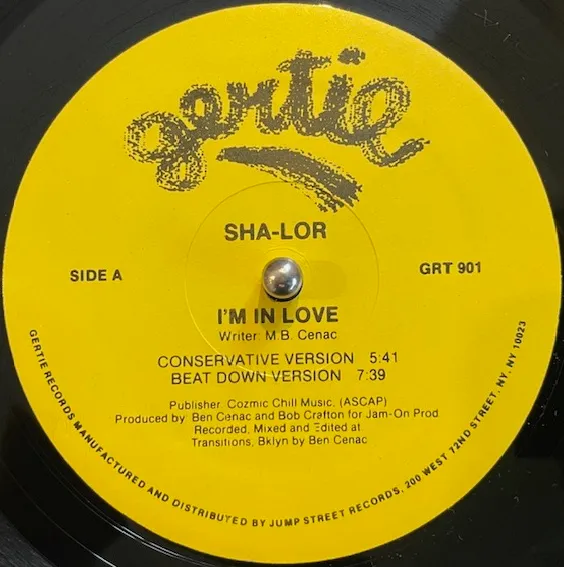 gertie
SHA-LOR
SIDE A
GRT 901
I'M IN LOVE
Writer: M.B. Cenac
CONSERVATIVE VERSION 5:41
BEAT DOWN VERSION 7:39
Publisher: Cozmic Chill Music, (ASCAP)
Produced by: Ben Cenac and Bob Crafton for Jam-On Prod
Recorded, Mixed and Edited at
Transitions, Bklyn by Ben Cenac
GERTIE RECORDS MANUFACTURED AND DISTRIBUTED BY JUMP STREET RECORD'S, 200 WEST 72ND STREET, NY, NY 10023